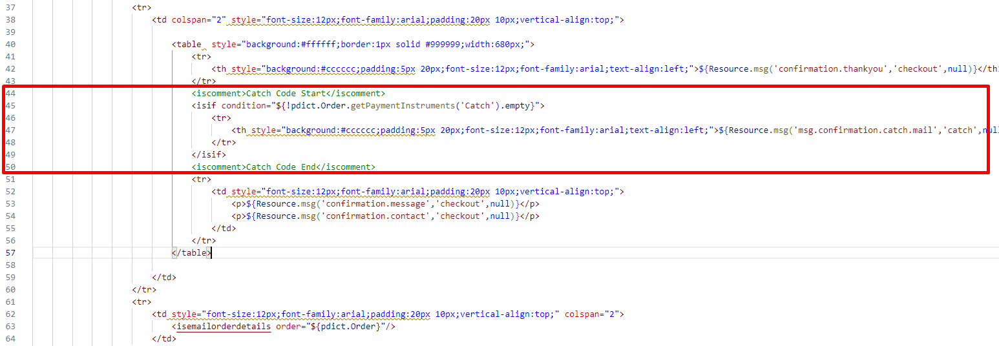 37 <tr>
38 <td colspan="2" style="font-size:12px;font-family:arial;padding:20px 10px;vertical-align:top;">
39
40 <table  style="background:#ffffff;border:1px solid #999999;width:680px;">
41 <tr>
42 <th style="background:#cccccc;padding:5px 20px;font-size:12px;font-family:arial;text-align:left;">${Resource.msg('confirmation.thankyou','checkout',null)}</th
43 </tr>
44 <iscomment>Catch Code Start</iscomment>
45 <isif condition="${!pdict.Order.getPaymentInstruments('Catch').empty}">
46 <tr>
47 <th style="background:#cccccc;padding:5px 20px;font-size:12px;font-family:arial;text-align:left;">${Resource.msg('msg.confirmation.catch.mail','catch',null
48 </tr>
49 </isif>
50 <iscomment>Catch Code End</iscomment>
51 <tr>
52 <td style="font-size:12px;font-family:arial;padding:20px 10px;vertical-align:top;">
53 <p>${Resource.msg('confirmation.message','checkout',null)}</p>
54 <p>${Resource.msg('confirmation.contact','checkout',null)}</p>
55 </td>
56 </tr>
57 </table>
58
59 </td>
60 </tr>
61 <tr>
62 <td style="font-size:12px;font-family:arial;padding:20px 10px;vertical-align:top;" colspan="2">
63 <isemailorderdetails order="${pdict.Order}"/>
64 </td>